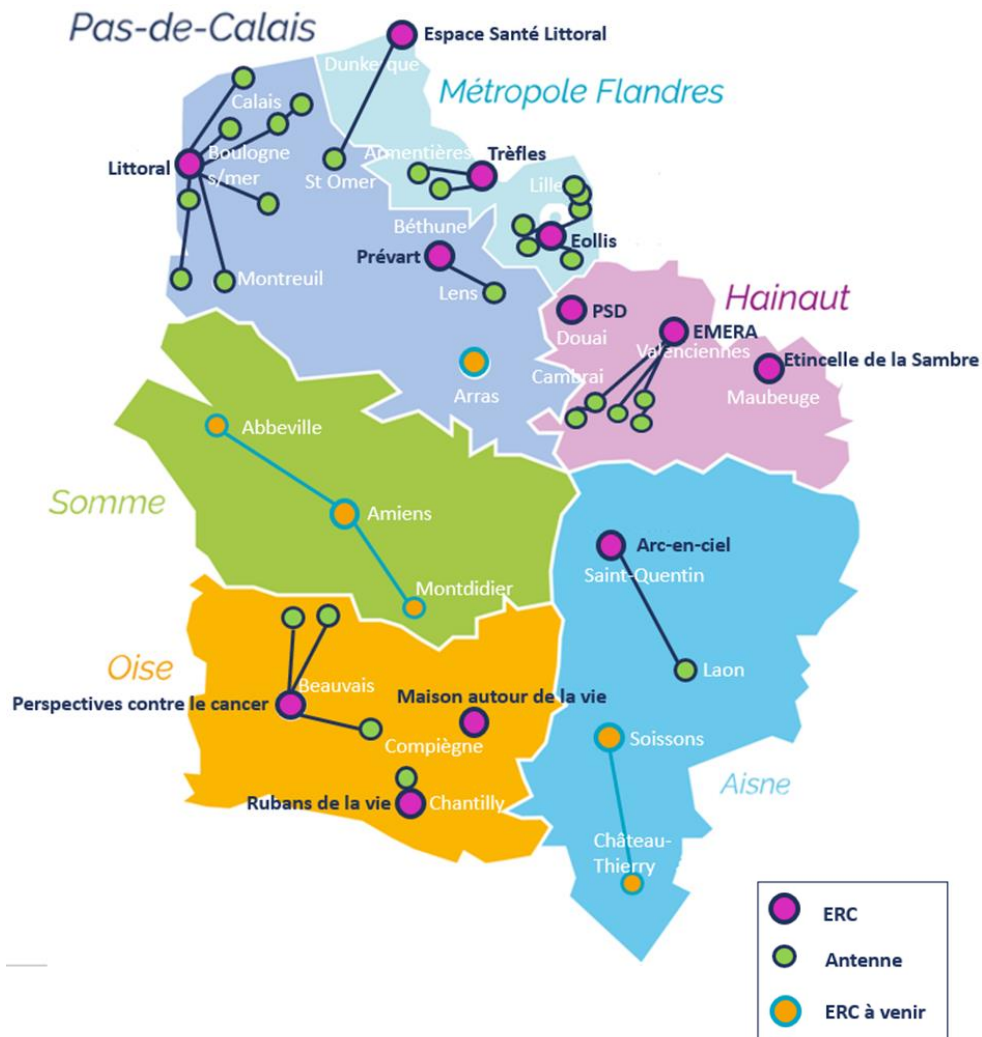 Pas-de-Calais
Espace Santé Littoral
Dunkerque
Métropole Flandres
Calais
Littoral
Boulogne
s/mer
St Omer
Armentières
Trèfles
Lille
Eollis
Béthune
Prévart
Lens
Montreuil
Hainaut
PSD
Douai
EMERA
Valenciennes
Etincelle de la Sambre
Maubeuge
Cambrai
Arras
Abbeville
Somme
Amiens
Montdidier
Arc-en-ciel
Saint-Quentin
Laon
Oise
Beauvais
Perspectives contre le cancer
Maison autour de la vie
Compiègne
Rubans de la vie
Chantilly
Soissons
Aisne
Château-
Thierry
ERC
Antenne
ERC à venir